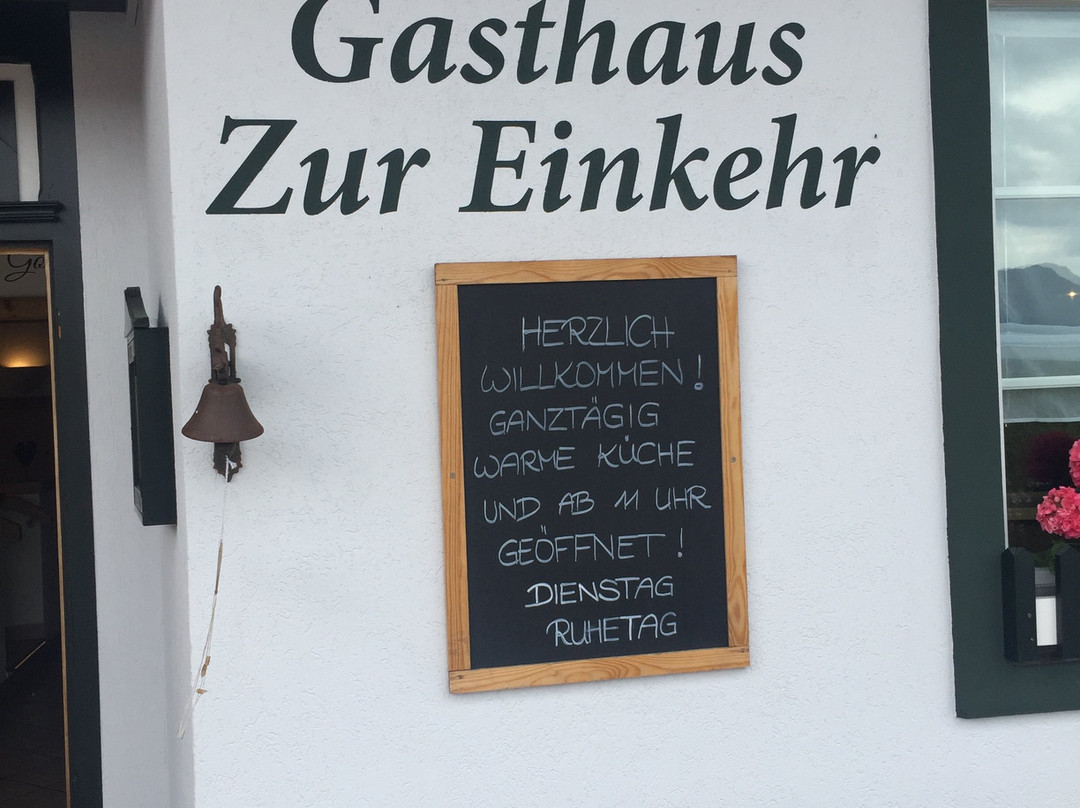 Gasthaus
Zur Einkehr
HERZLICH
WILLKOMMEN!
GANZTÄGIG
WARME KÜCHE
UND AB 11 UHR
GEÖFFNET!
DIENSTAG
RUHETAG